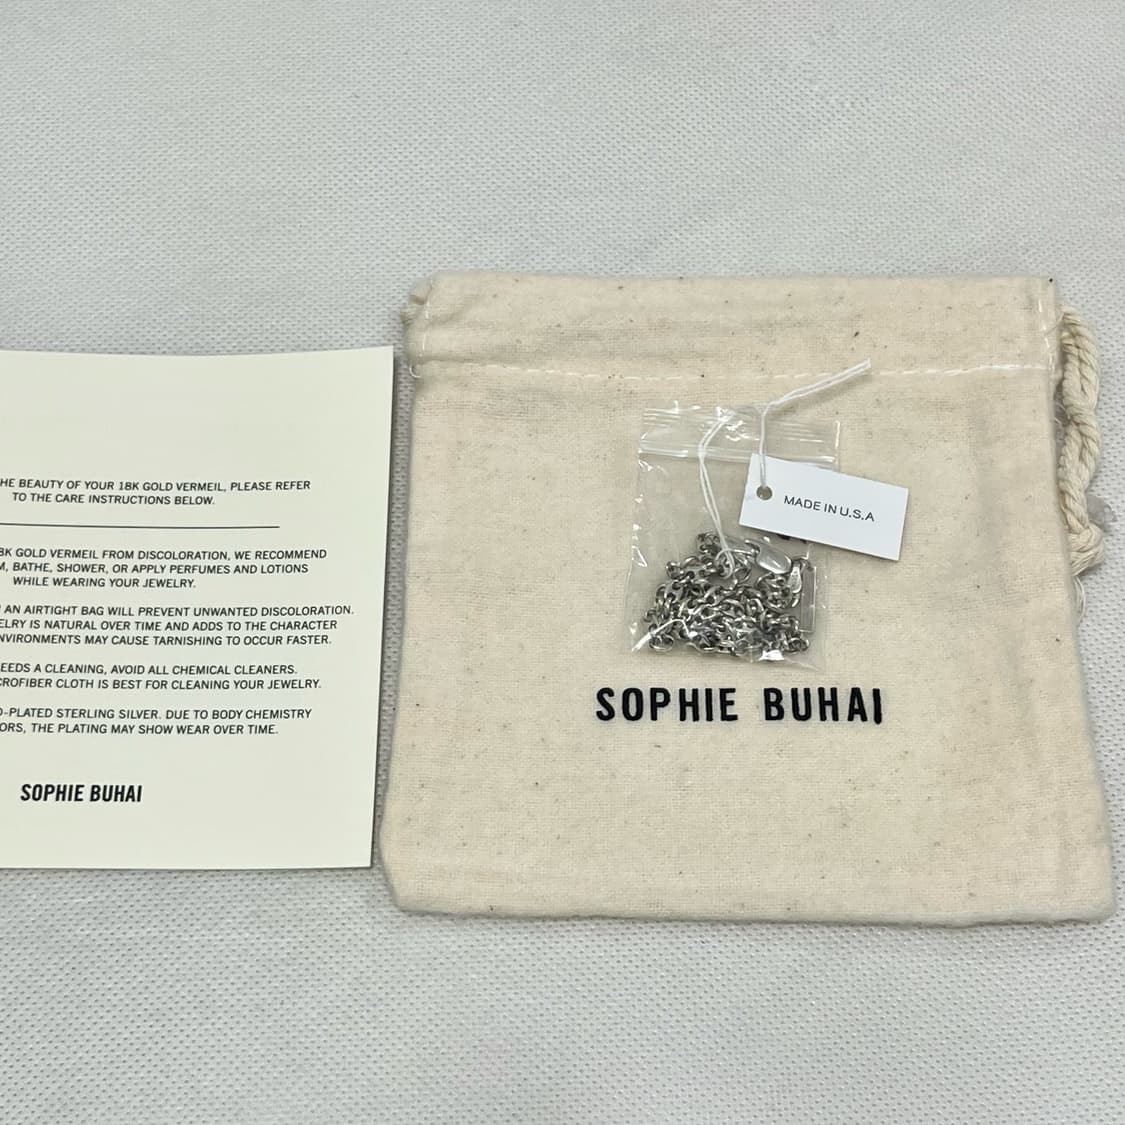 HE BEAUTY OF YOUR 18K GOLD VERMEIL, PLEASE REFER
TO THE CARE INSTRUCTIONS BELOW.
8K GOLD VERMEIL FROM DISCOLORATION, WE RECOMMEND
M, BATHE, SHOWER, OR APPLY PERFUMES AND LOTIONS
WHILE WEARING YOUR JEWELRY.
AN AIRTIGHT BAG WILL PREVENT UNWANTED DISCOLORATION.
ELRY IS NATURAL OVER TIME AND ADDS TO THE CHARACTER
NVIRONMENTS MAY CAUSE TARNISHING TO OCCUR FASTER.
EEDS A CLEANING, AVOID ALL CHEMICAL CLEANERS.
CROFIBER CLOTH IS BEST FOR CLEANING YOUR JEWELRY.
D-PLATED STERLING SILVER. DUE TO BODY CHEMISTRY
ORS, THE PLATING MAY SHOW WEAR OVER TIME.
SOPHIE BUHAI
MADE IN U.S.A
SOPHIE BUHAI